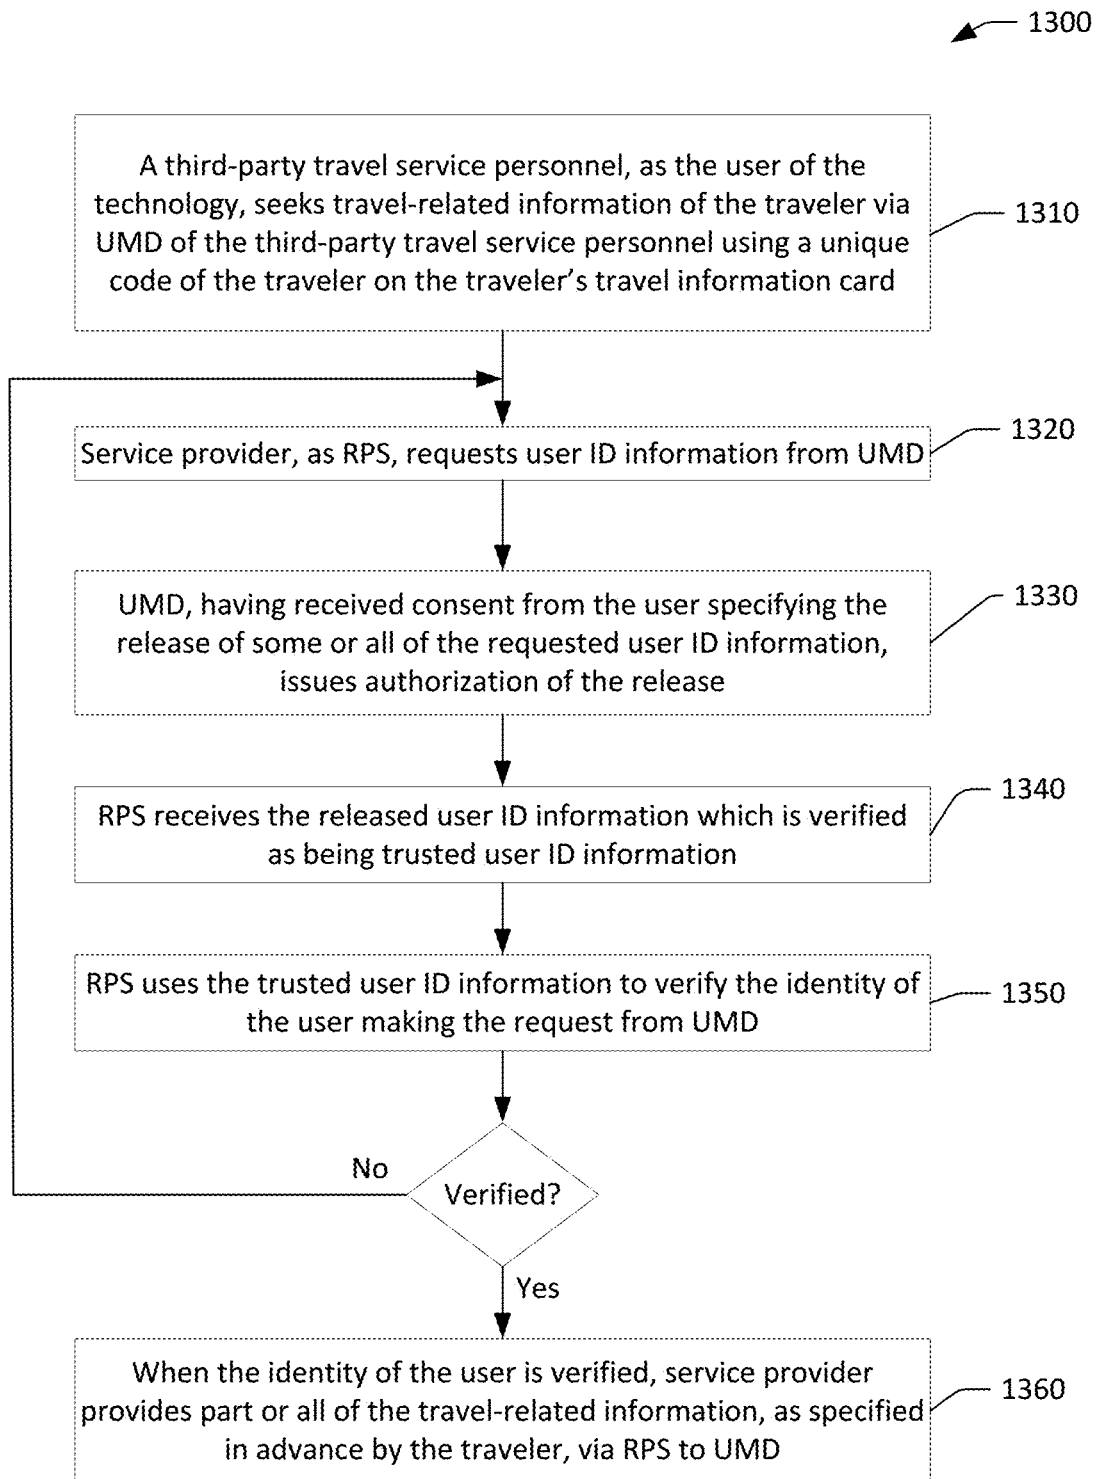 1300
A third-party travel service personnel, as the user of the
technology, seeks travel-related information of the traveler via
UMD of the third-party travel service personnel using a unique
code of the traveler on the traveler's travel information card
1310
Service provider, as RPS, requests user ID information from UMD
1320
UMD, having received consent from the user specifying the
release of some or all of the requested user ID information,
issues authorization of the release
1330
RPS receives the released user ID information which is verified
as being trusted user ID information
1340
RPS uses the trusted user ID information to verify the identity of
the user making the request from UMD
1350
No
Verified?
Yes
When the identity of the user is verified, service provider
provides part or all of the travel-related information, as specified
in advance by the traveler, via RPS to UMD
1360